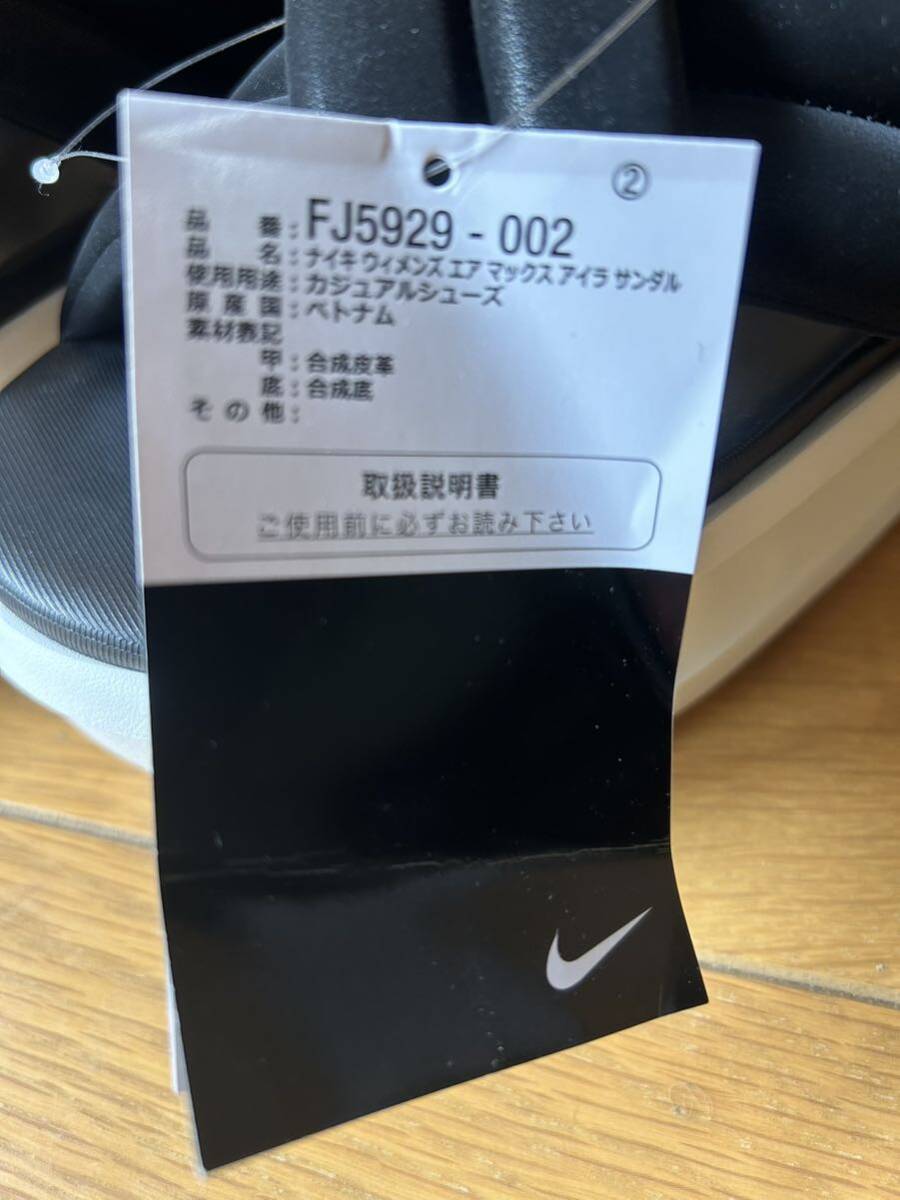 ②
品番:FJ5929-002
品名:ナイキ ウィメンズ エア マックス アイラ サンダル
使用用途:カジュアルシューズ
原産国:ベトナム
素材表記
甲:合成皮革
底:合成底
その他:
取扱説明書
ご使用前に必ずお読み下さい